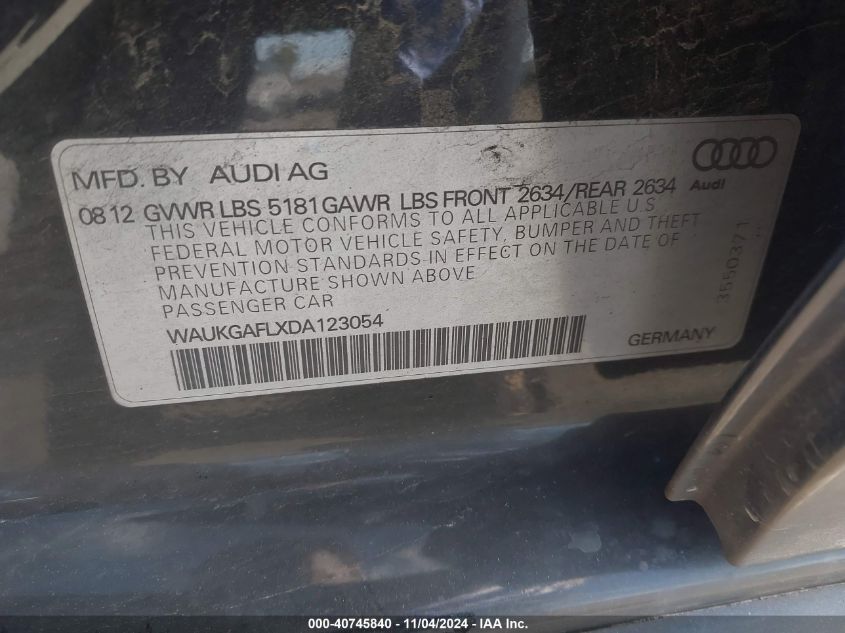 MFD. BY AUDI AG
Audi
0812 GVWR LBS 5181 GAWR LBS FRONT 2634/REAR 2634
THIS VEHICLE CONFORMS TO ALL APPLICABLE U.S
FEDERAL MOTOR VEHICLE SAFETY, BUMPER AND THEFT
PREVENTION STANDARDS IN EFFECT ON THE DATE OF
MANUFACTURE SHOWN ABOVE
PASSENGER CAR
3550371
WAUKGAFLXDA123054
GERMANY
000-40745840 - 11/04/2024 - IAA Inc.